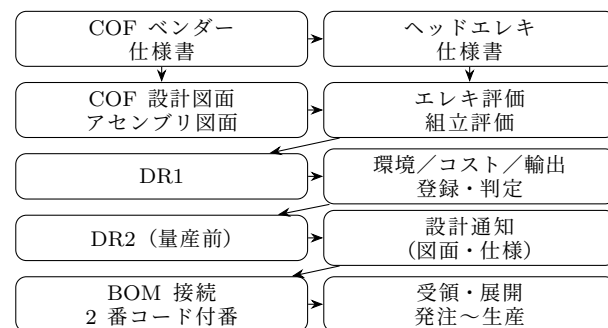 COF ベンダー
仕様書
ヘッドエレキ
仕様書
COF 設計図面
アセンブリ図面
エレキ評価
組立評価
DR1
環境／コスト／輸出
登録・判定
DR2（量産前）
設計通知
(図面・仕様)
BOM 接続
2 番コード付番
受領・展開
発注〜生産